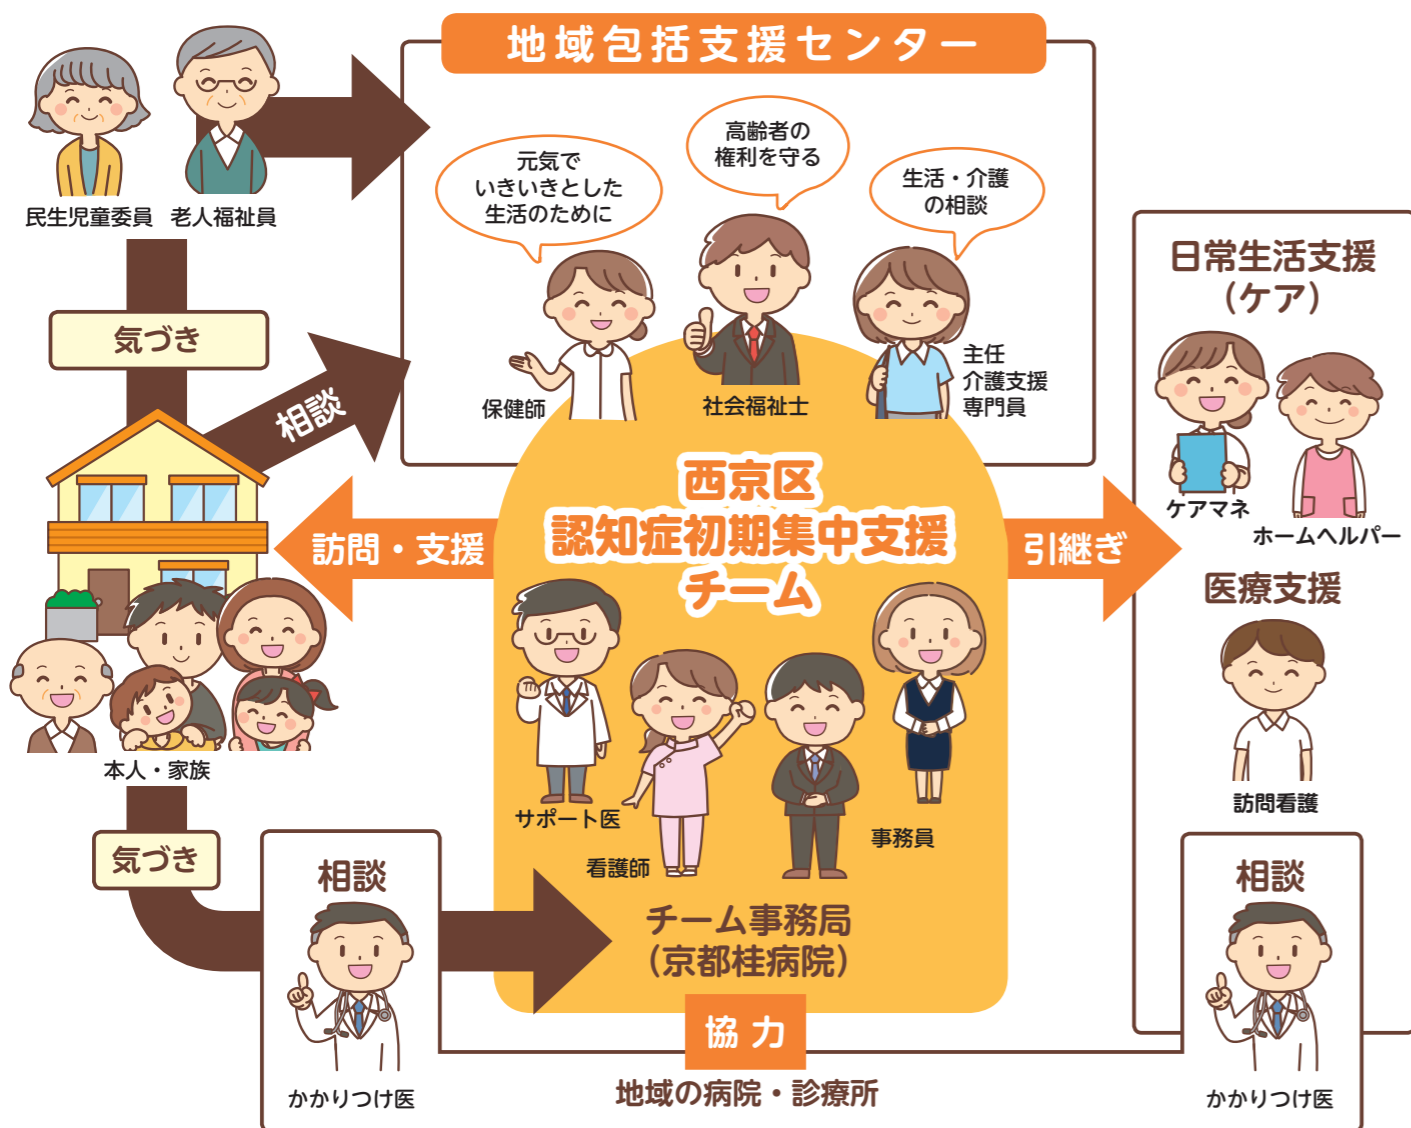 地域包括支援センター
元気で
いきいきとした
生活のために
高齢者の
権利を守る
生活・介護
の相談
保健師
社会福祉士
主任
介護支援
専門員
民生児童委員
老人福祉員
気づき
相談
訪問・支援
本人・家族
気づき
相談
かかりつけ医
西京区
認知症初期集中支援
チーム
サポート医
看護師
事務員
チーム事務局
(京都桂病院)
協力
地域の病院・診療所
引継ぎ
日常生活支援
(ケア)
ケアマネ
ホームヘルパー
医療支援
訪問看護
相談
かかりつけ医